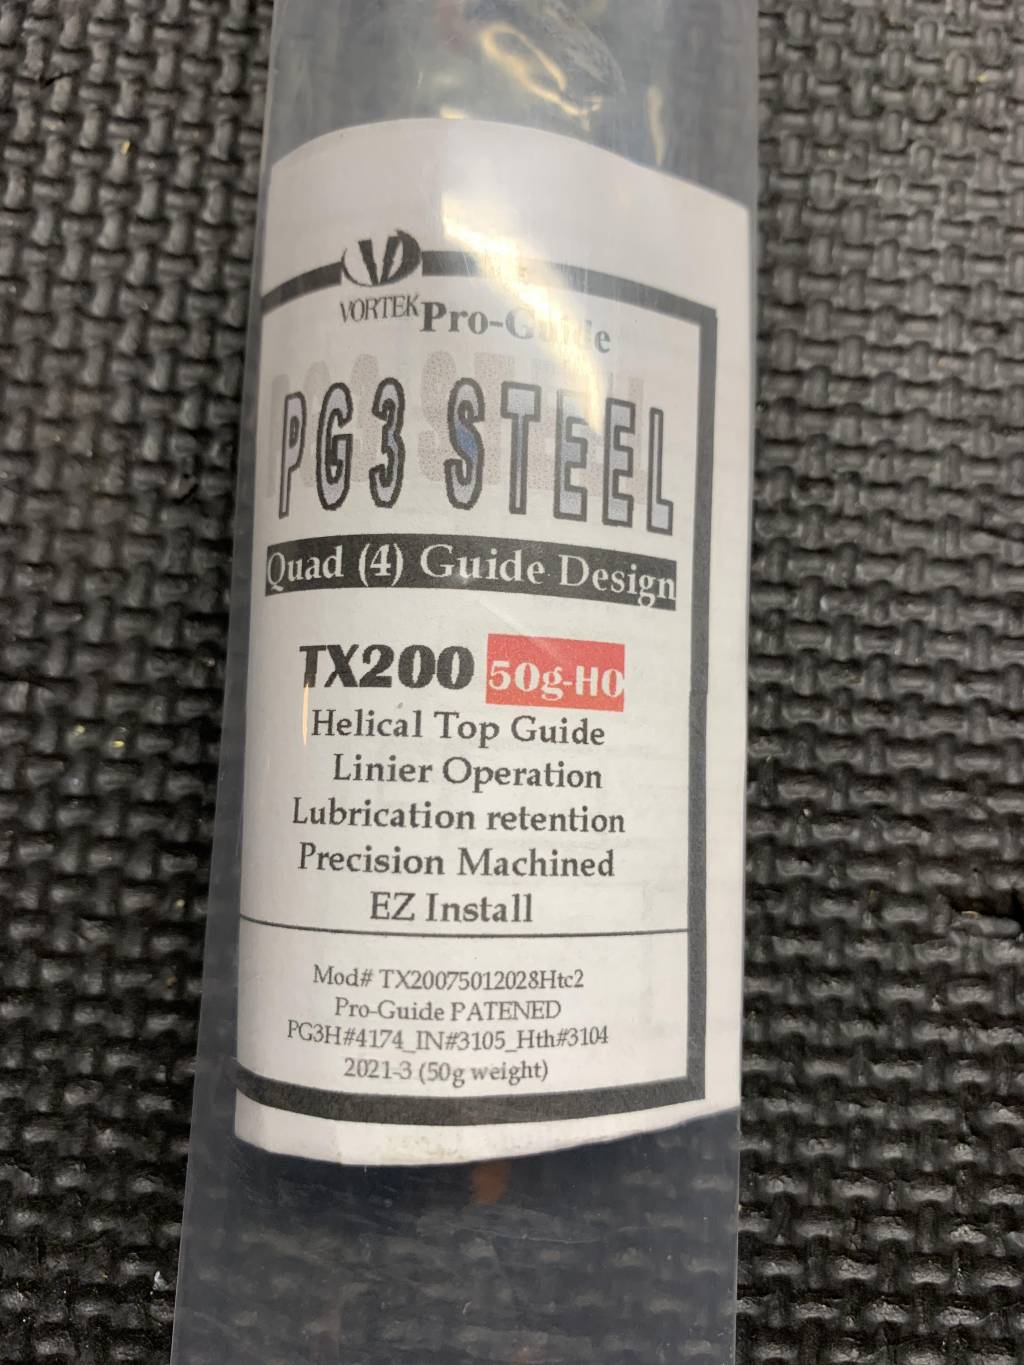 VORTEK Pro-Guide
PG3 STEEL
Quad (4) Guide Design
TX200 50g-HO
Helical Top Guide
Linier Operation
Lubrication retention
Precision Machined
EZ Install
Mod# TX20075012028Htc2
Pro-Guide PATENED
PG3H#4174_IN#3105_Hth#3104
2021-3 (50g weight)